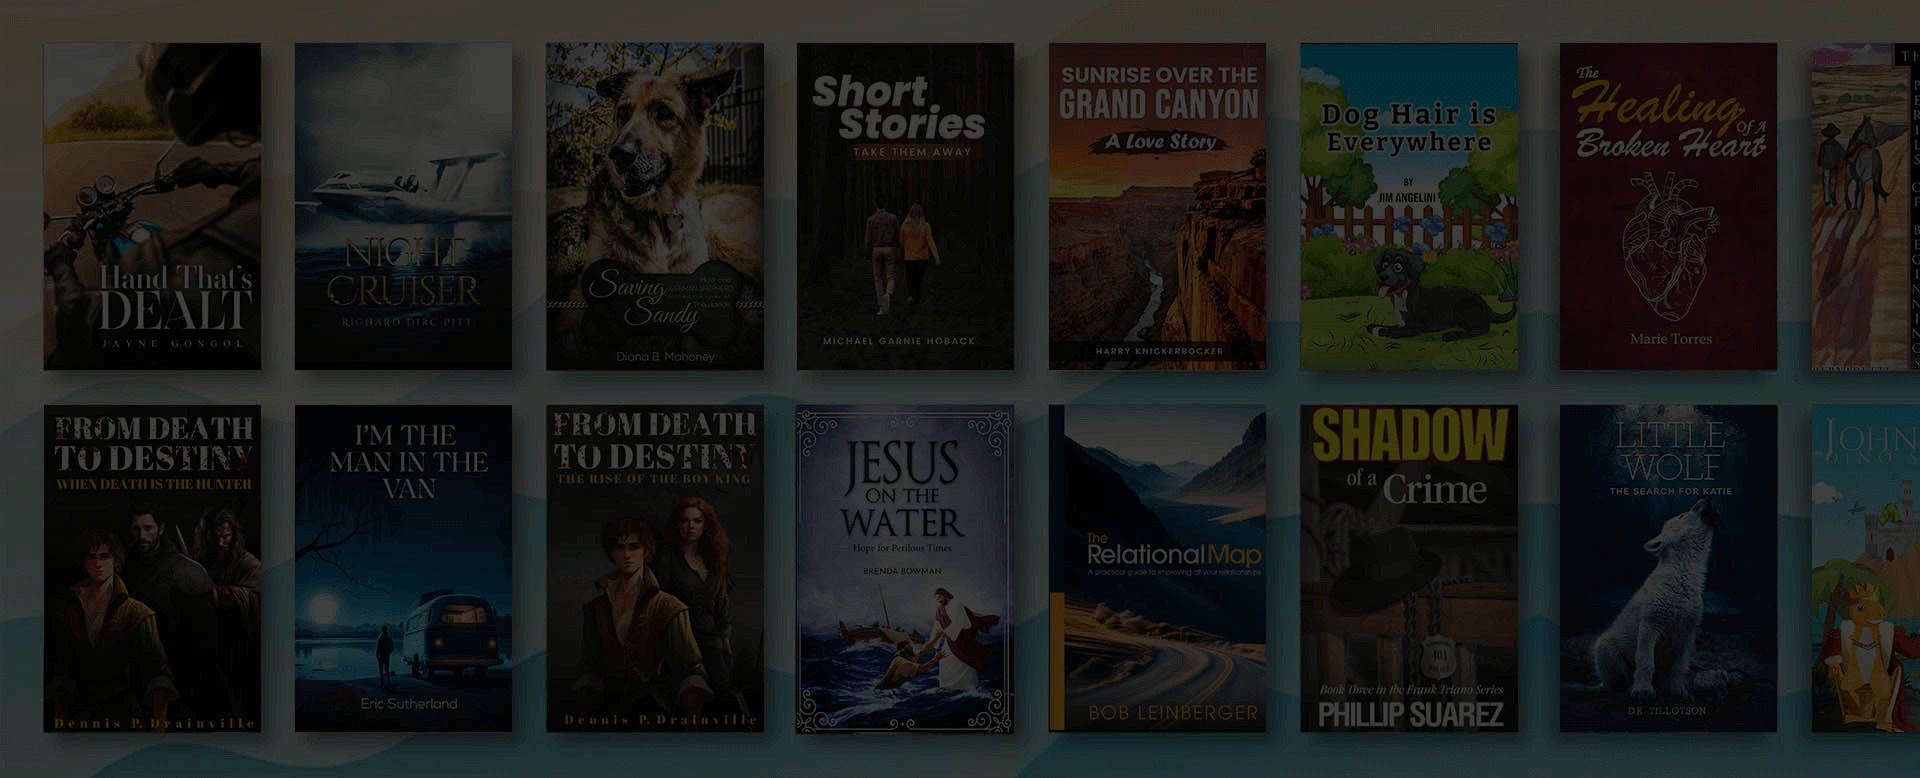 Hand That's
DEALT
JAYNE GONGOL
NIGHT
CRUISER
RICHARD DIRC PITT
Saving
Sandy
Diana B. Mahoney
Short
Stories
TAKE THEM AWAY
MICHAEL GARNIE HOBACK
SUNRISE OVER THE
GRAND CANYON
A Love Story
HARRY KNICKERBOCKER
Dog Hair is
Everywhere
BY
JIM ANGELINI
The
Healing
OF A
Broken Heart
Marie Torres
TH
PERILS OF BEGINNINGS
FROM DEATH
TO DESTINY
WHEN DEATH IS THE HUNTER
Dennis P. Drainville
I'M THE
MAN IN THE
VAN
Eric Sutherland
FROM DEATH
TO DESTINY
THE RISE OF THE BOY KING
Dennis P. Drainville
JESUS
ON THE
WATER
Hope for Perilous Times
BRENDA BOWMAN
The
Relational Map
A practical guide to improving all your relationships
BOB LEINBERGER
SHADOW
of a
Crime
401
Book Three in the Frank Triano Series
PHILLIP SUAREZ
LITTLE
WOLF
THE SEARCH FOR KATIE
D.R. TILLOTSON
JOHN
DINO S